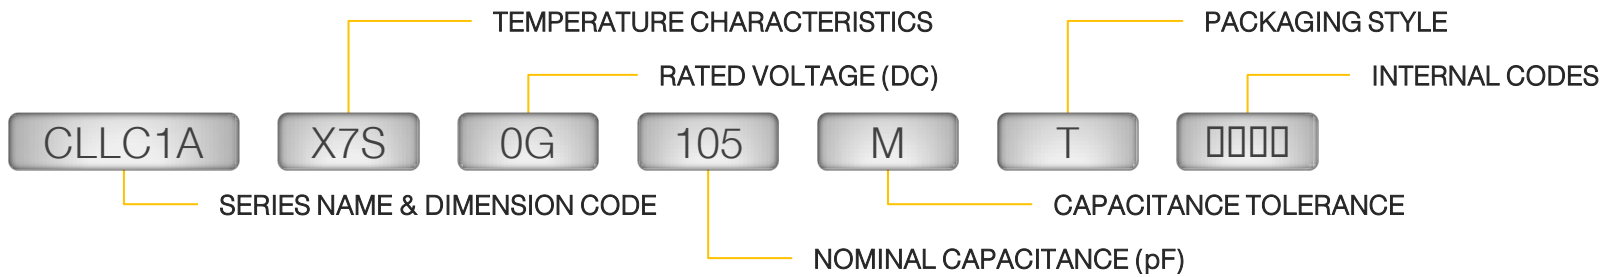 TEMPERATURE CHARACTERISTICS
PACKAGING STYLE
RATED VOLTAGE (DC)
INTERNAL CODES
CLLC1A X7S 0G 105 M T ▯▯▯▯
SERIES NAME & DIMENSION CODE
CAPACITANCE TOLERANCE
NOMINAL CAPACITANCE (pF)